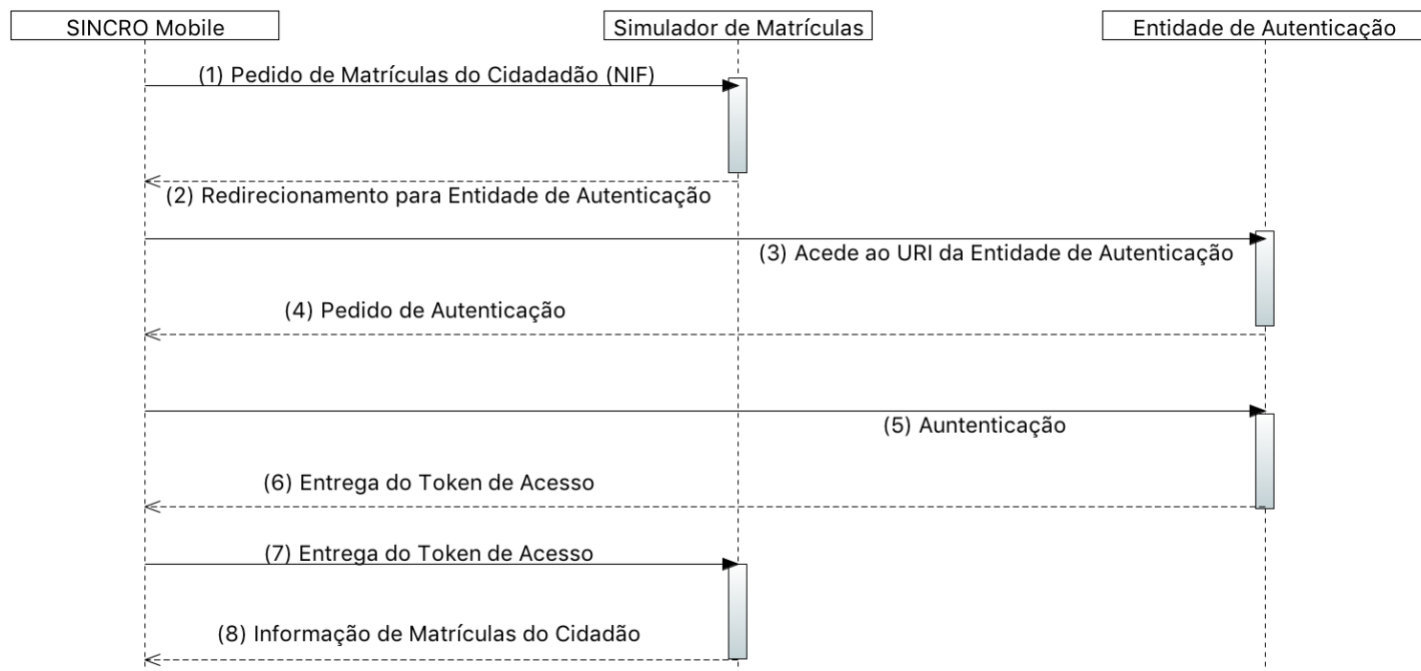 SINCRO Mobile
Simulador de Matrículas
Entidade de Autenticação
(1) Pedido de Matrículas do Cidadadão (NIF)
(2) Redirecionamento para Entidade de Autenticação
(3) Acede ao URI da Entidade de Autenticação
(4) Pedido de Autenticação
(5) Auntenticação
(6) Entrega do Token de Acesso
(7) Entrega do Token de Acesso
(8) Informação de Matrículas do Cidadão